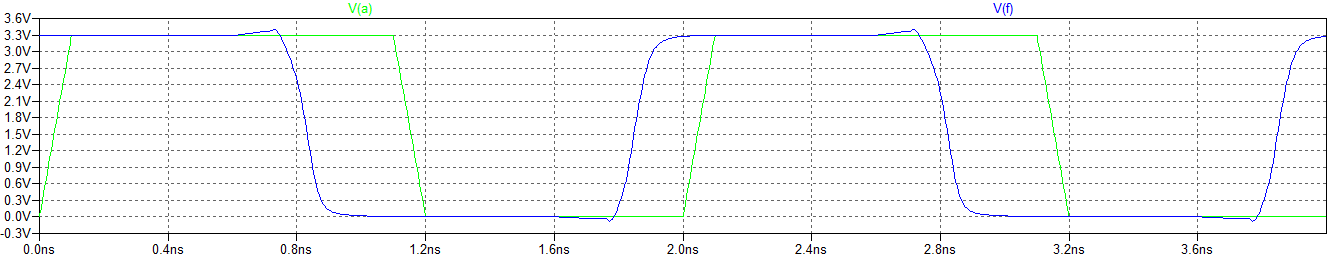 V(a) V(f)
3.6V
3.3V
3.0V
2.7V
2.4V
2.1V
1.8V
1.5V
1.2V
0.9V
0.6V
0.3V
0.0V
-0.3V
0.0ns 0.4ns 0.8ns 1.2ns 1.6ns 2.0ns 2.4ns 2.8ns 3.2ns 3.6ns